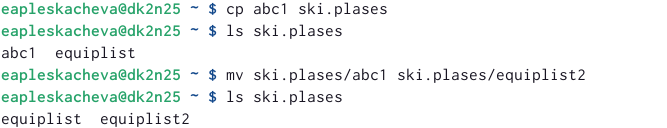 eapleskacheva@dk2n25 ~ $ cp abc1 ski.plases
eapleskacheva@dk2n25 ~ $ ls ski.plases
abc1  equiplist
eapleskacheva@dk2n25 ~ $ mv ski.plases/abc1 ski.plases/equiplist2
eapleskacheva@dk2n25 ~ $ ls ski.plases
equiplist  equiplist2